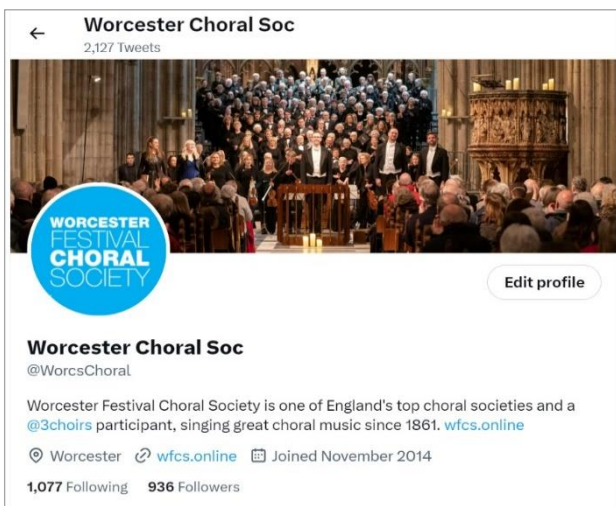 Worcester Choral Soc
2,127 Tweets
WORCESTER
FESTIVAL
CHORAL
SOCIETY
Edit profile
Worcester Choral Soc
@WorcsChoral
Worcester Festival Choral Society is one of England's top choral societies and a
@3choirs participant, singing great choral music since 1861. wfcs.online
Worcester wfcs.online Joined November 2014
1,077 Following 936 Followers